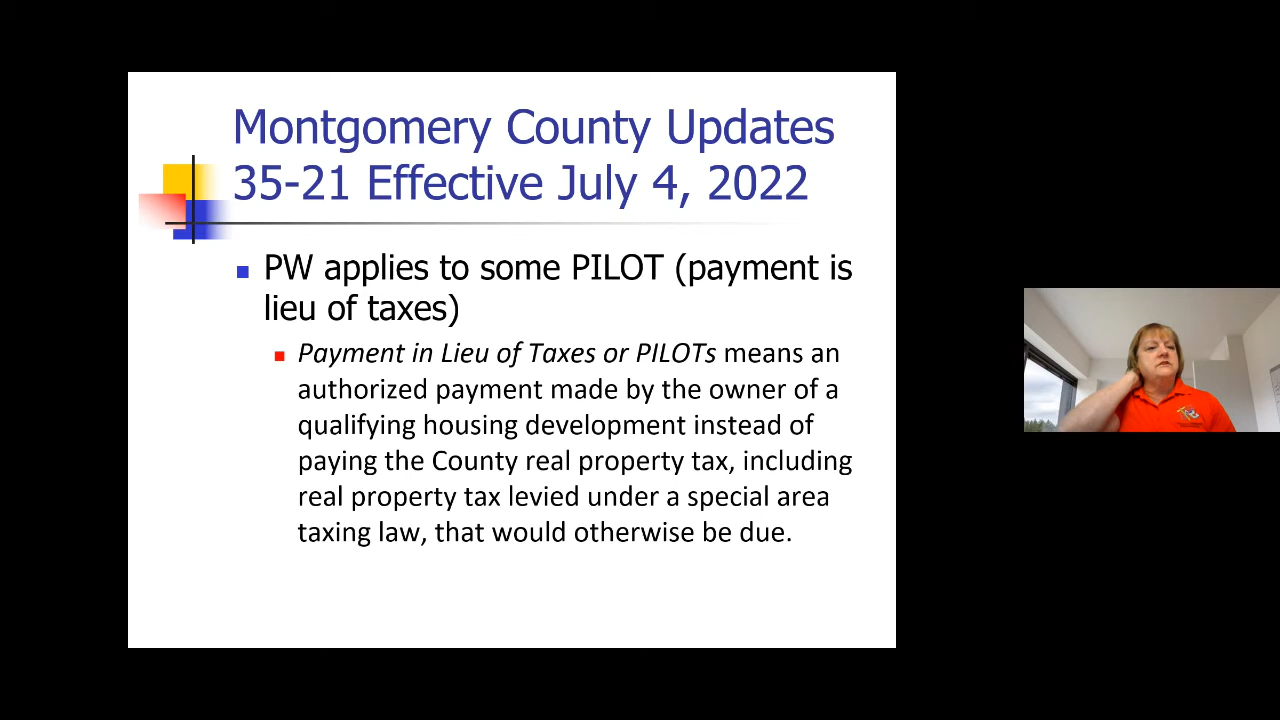 Montgomery County Updates
35-21 Effective July 4, 2022
PW applies to some PILOT (payment is
lieu of taxes)
Payment in Lieu of Taxes or PILOTs means an
authorized payment made by the owner of a
qualifying housing development instead of
paying the County real property tax, including
real property tax levied under a special area
taxing law, that would otherwise be due.